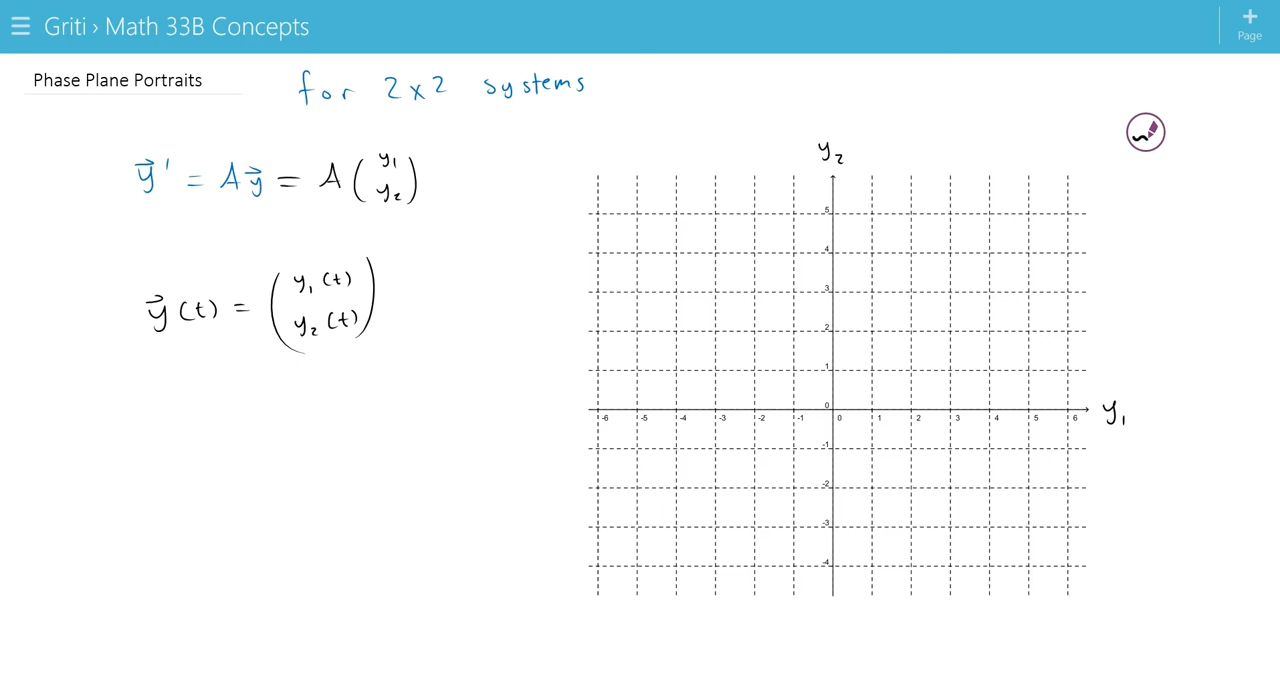 Griti › Math 33B Concepts
+
Page
Phase Plane Portraits
for 2x2 systems
y⃗' = Ay⃗ = A(y₁ y₂)
y⃗(t) = (y₁(t) y₂(t))
y₂
5
4
3
2
1
0
-6 -5 -4 -3 -2 -1 0 1 2 3 4 5 6
y₁
-1
-2
-3
-4